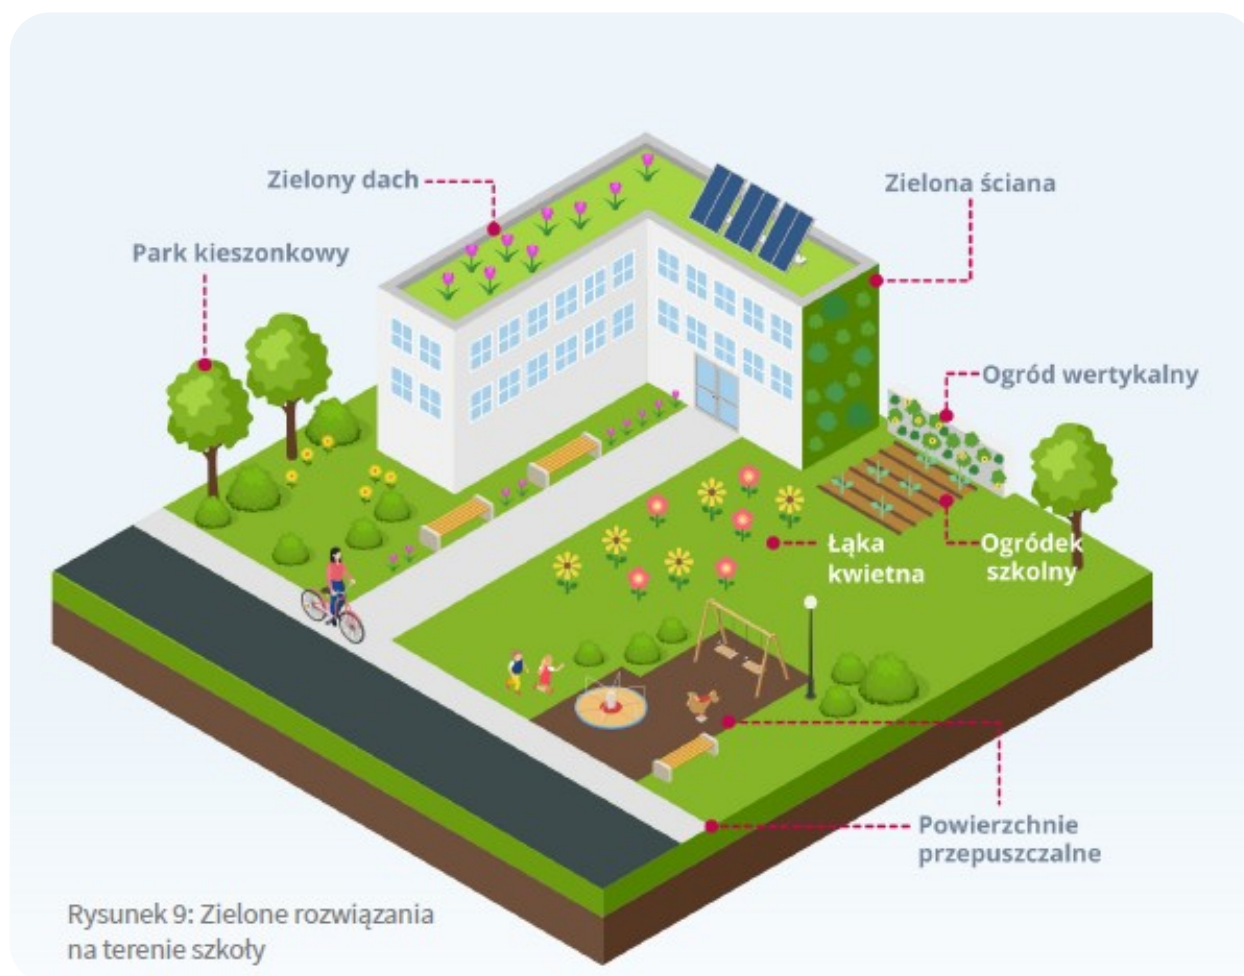 Zielony dach
Zielona ściana
Park kieszonkowy
Ogród wertykalny
Łąka
kwietna
Ogródek
szkolny
Powierzchnie
przepuszczalne
Rysunek 9: Zielone rozwiązania
na terenie szkoły